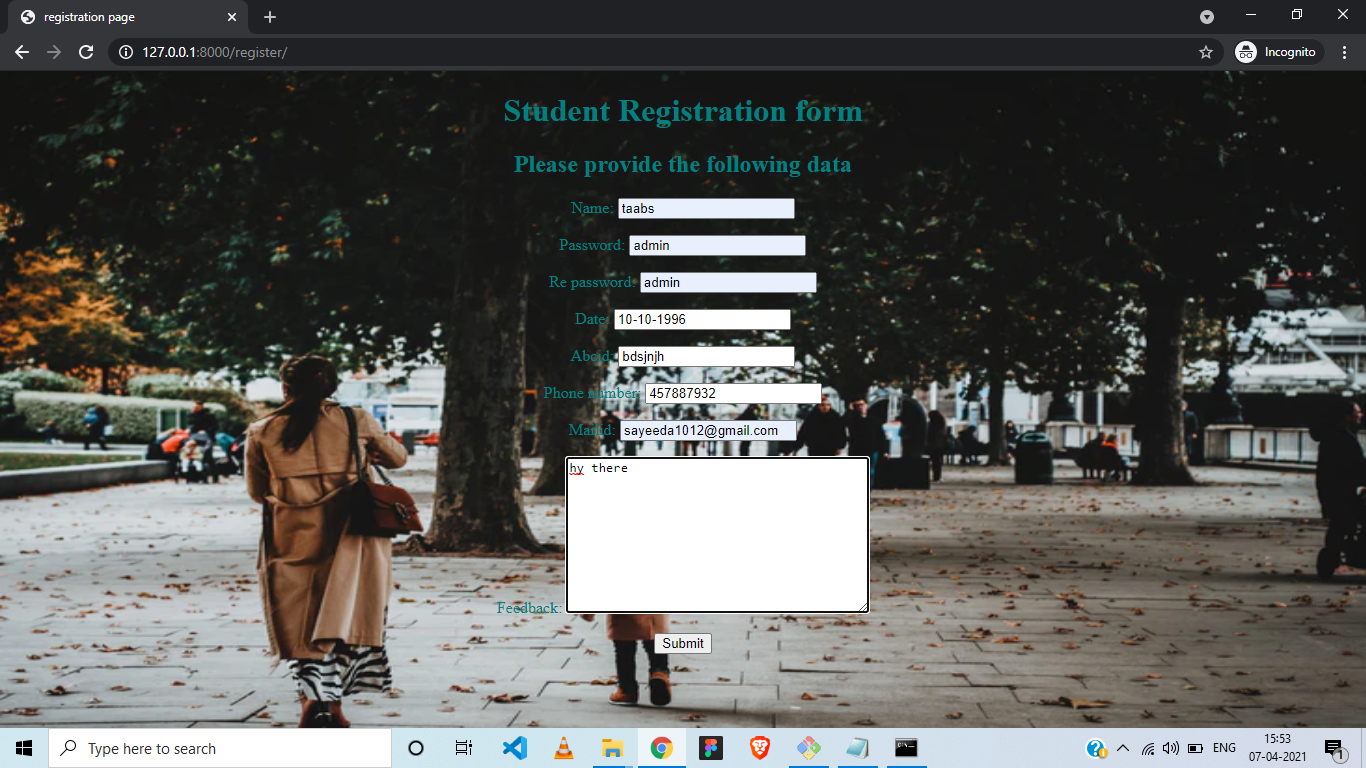 registration page
127.0.0.1:8000/register/
Incognito
Student Registration form
Please provide the following data
Name: taabs
Password: admin
Re password: admin
Date: 10-10-1996
Abcid: bdsjnjh
Phone number: 457887932
Mailid: sayeeda1012@gmail.com
hy there
Feedback:
Submit
Type here to search
ENG
15:53
07-04-2021
1